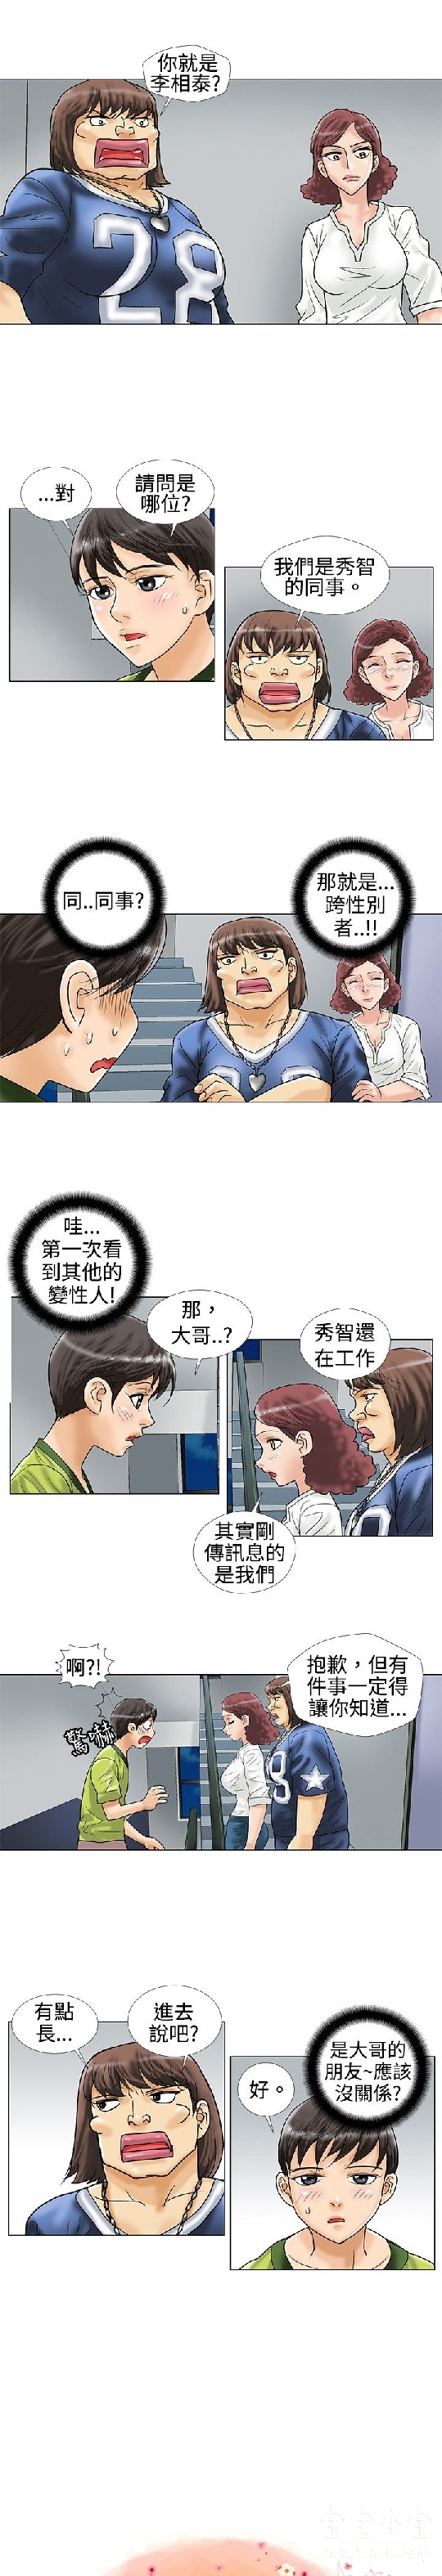 你就是
李相泰?
...對
請問是
哪位?
我們是秀智
的同事。
同..同事?
那就是...
跨性別
者..!!
哇...
第一次看
到其他的
變性人!
那，
大哥..?
秀智還
在工作
其實剛
傳訊息的
是我們
啊?!
驚嚇
抱歉，但有
件事一定得
讓你知道...
有點
長...
進去
說吧?
好。
是大哥的
朋友~應該
沒關係?